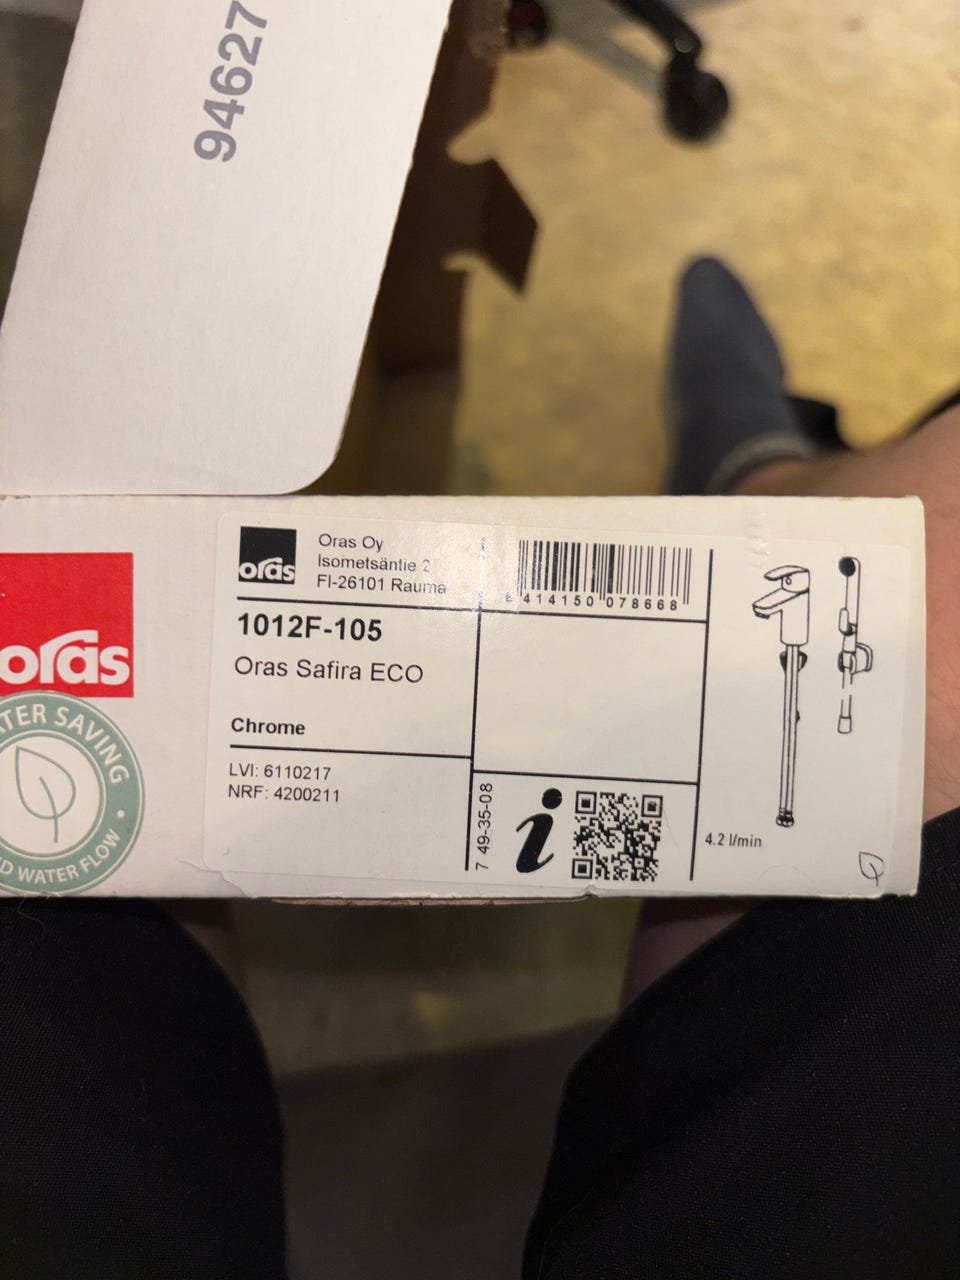 94627
oras
TER SAVING
D WATER FLOW
oras
Oras Oy
Isometsäntie 2
FI-26101 Rauma
414150 078668
1012F-105
Oras Safira ECO
Chrome
LVI: 6110217
NRF: 4200211
7 49-35-08
i
4.2 l/min